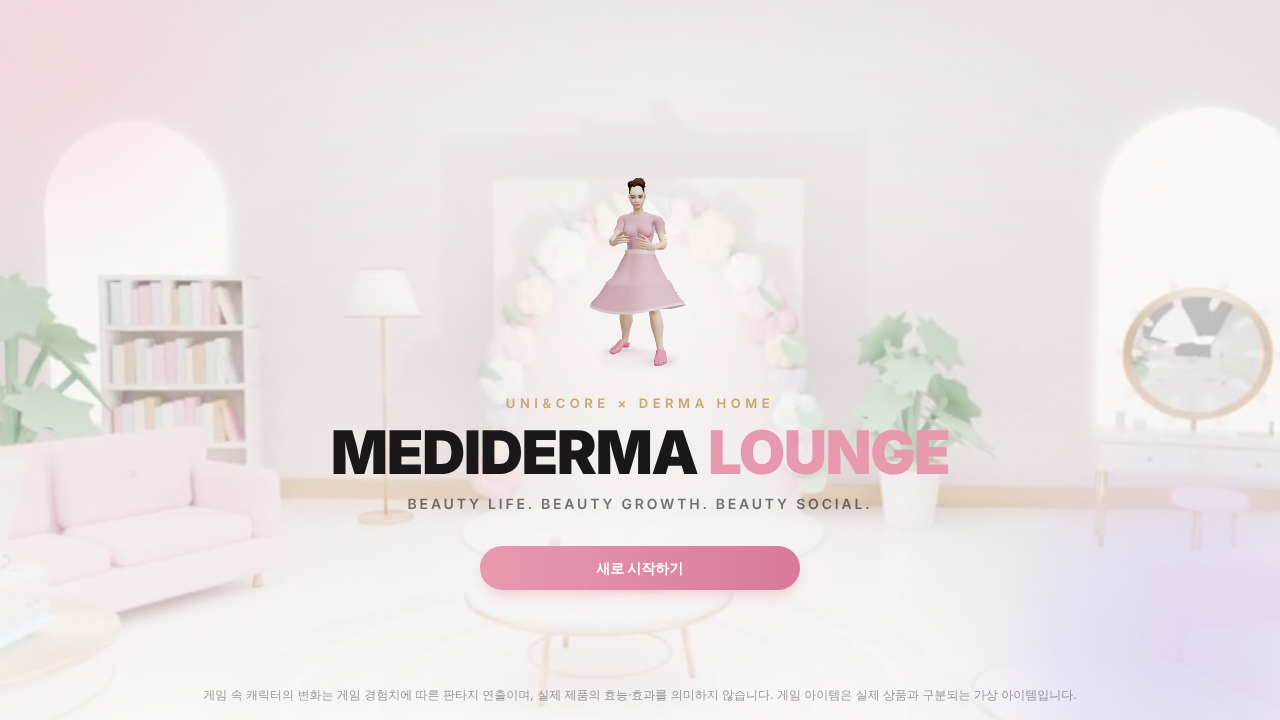 UNI&CORE × DERMA HOME
MEDIDERMA LOUNGE
BEAUTY LIFE. BEAUTY GROWTH. BEAUTY SOCIAL.
새로 시작하기
게임 속 캐릭터의 변화는 게임 경험치에 따른 판타지 연출이며, 실제 제품의 효능·효과를 의미하지 않습니다. 게임 아이템은 실제 상품과 구분되는 가상 아이템입니다.